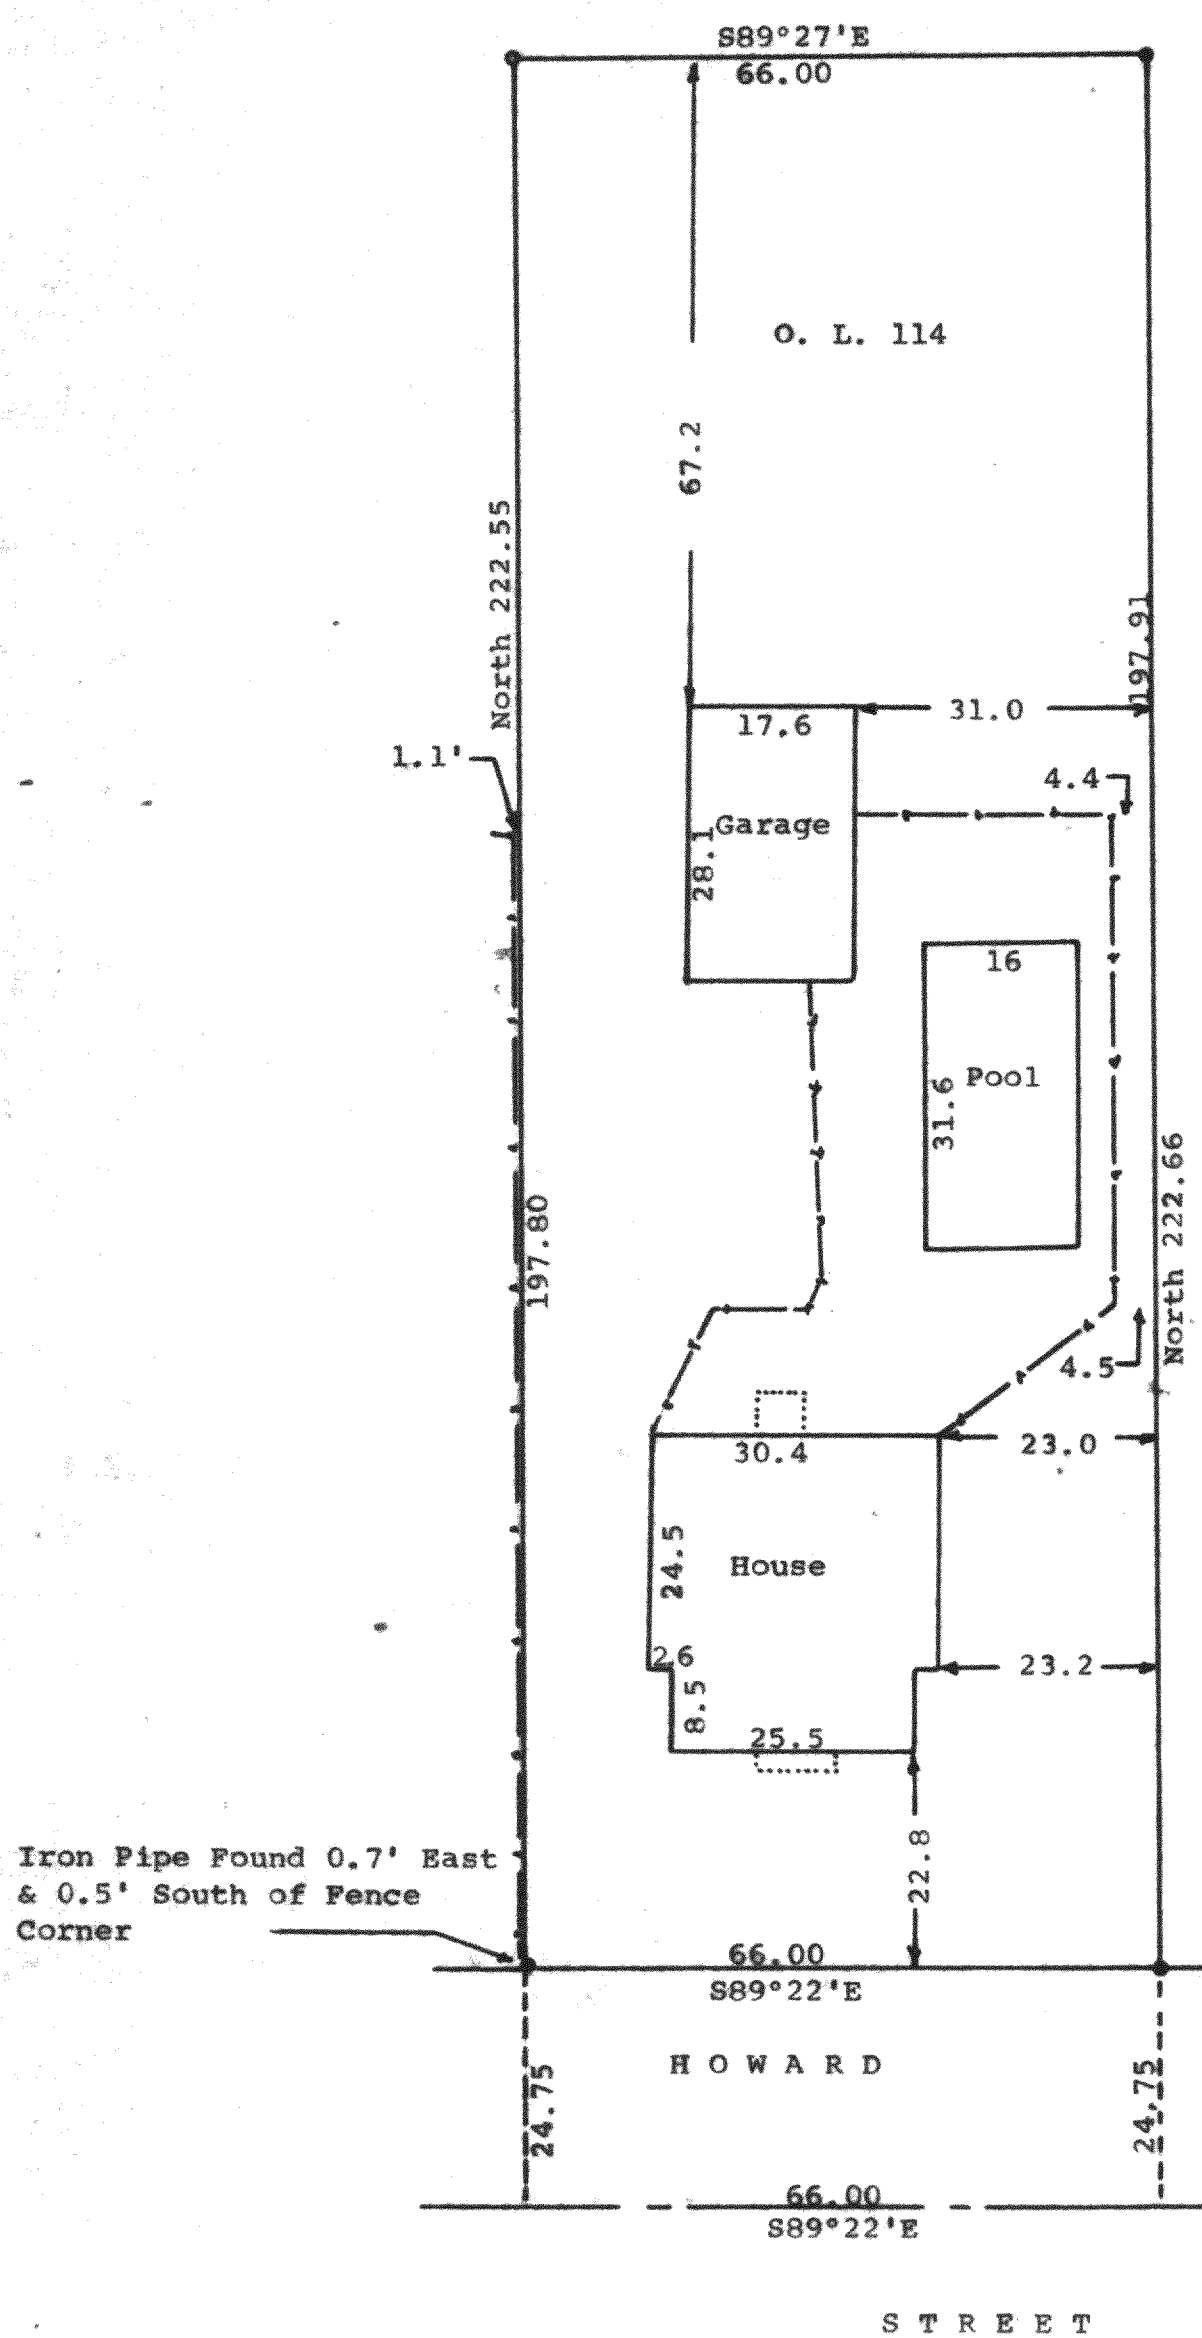 S89°27'E
66.00
O. L. 114
67.2
North 222.55
197.91
17.6
31.0
1.1'
4.4
Garage
28.1
16
Pool
31.6
North 222.66
197.80
4.5
30.4
23.0
24.5
House
2.6
23.2
8.5
25.5
22.8
Iron Pipe Found 0.7' East
& 0.5' South of Fence
Corner
66.00
S89°22'E
HOWARD
24.75
24.75
66.00
S89°22'E
STREET